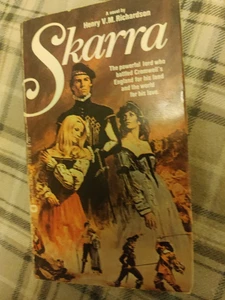 A novel by
Henry V.M. Richardson
Skarra
The powerful lord who
battled Cromwell's
England for his land
and the world
for his love.